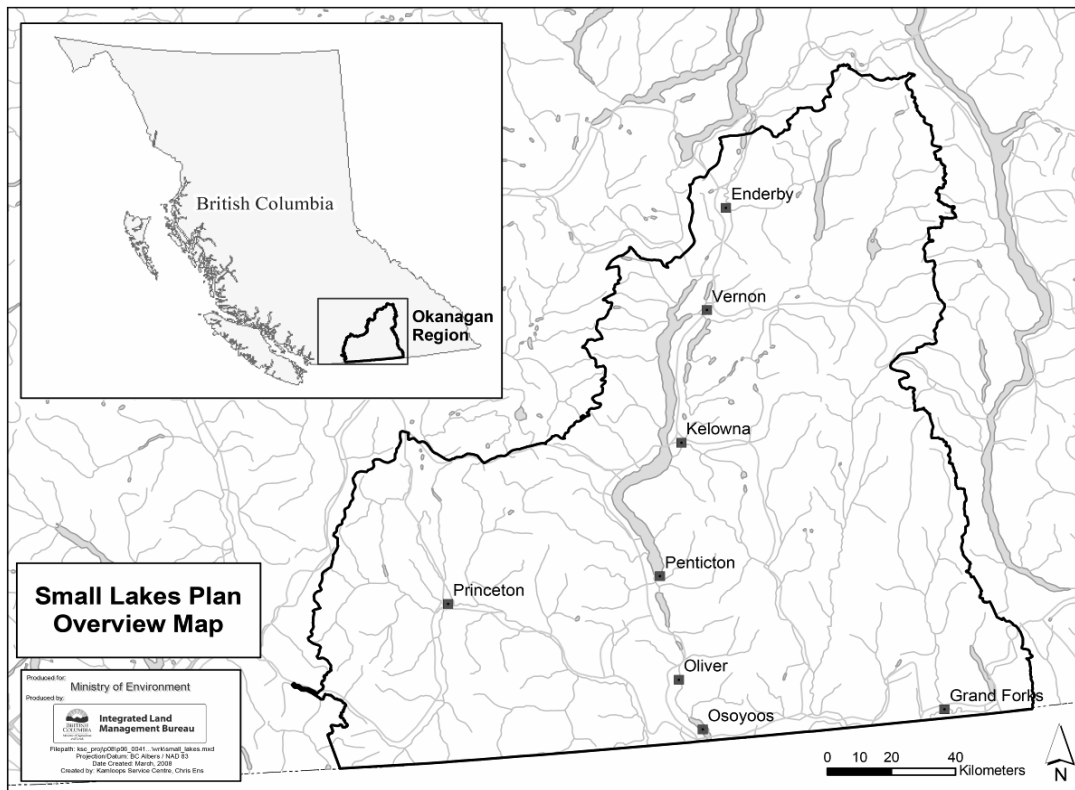 British Columbia
Okanagan
Region
Enderby
Vernon
Kelowna
Penticton
Princeton
Oliver
Osoyoos
Grand Forks
Small Lakes Plan
Overview Map
Produced for:
Ministry of Environment
Produced by:
BRITISH
COLUMBIA
Integrated Land
Management Bureau
Projection/Datum: BC Albers / NAD 83
Date Created: March, 2008
Created by: Kamloops Service Centre, Chris Ens
0 10 20 40
Kilometers
N